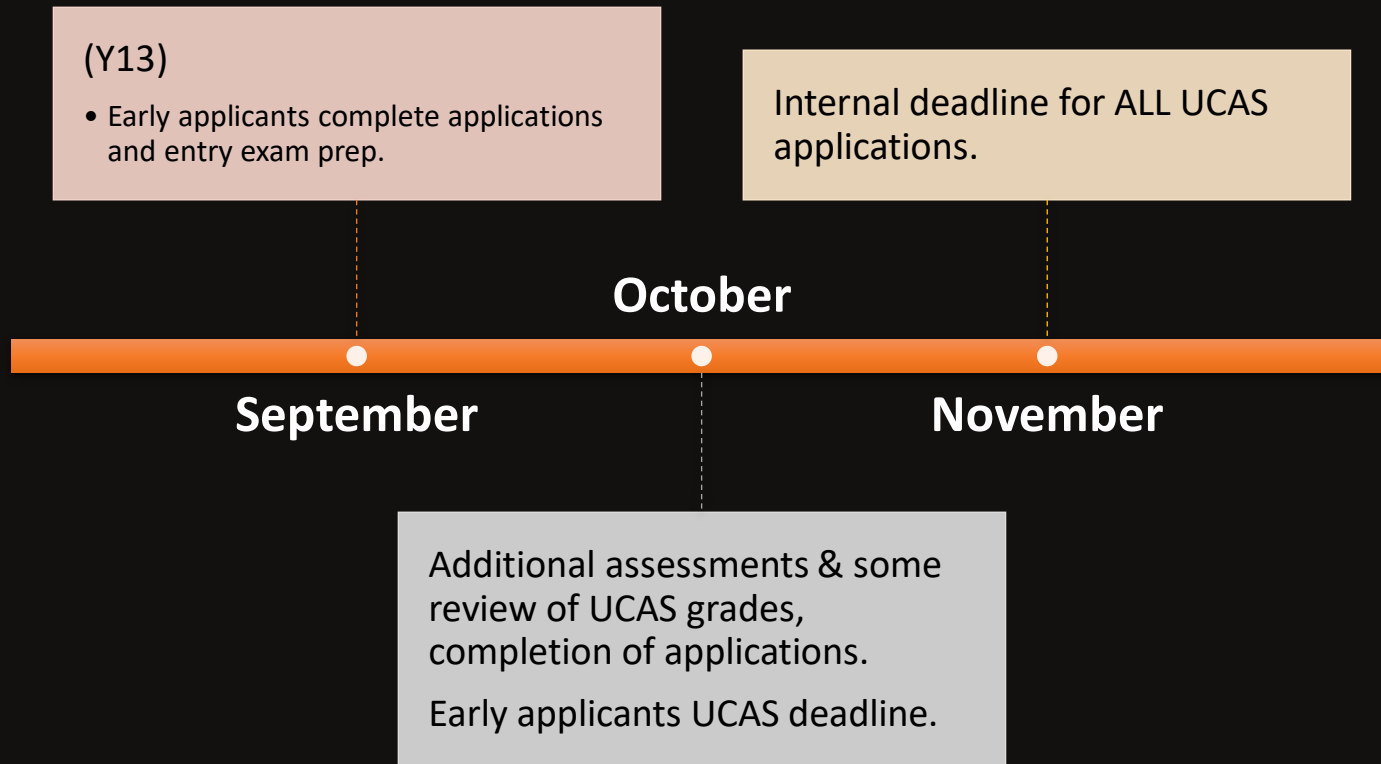 (Y13)
• Early applicants complete applications
and entry exam prep.
Internal deadline for ALL UCAS
applications.
October
September
November
Additional assessments & some
review of UCAS grades,
completion of applications.
Early applicants UCAS deadline.